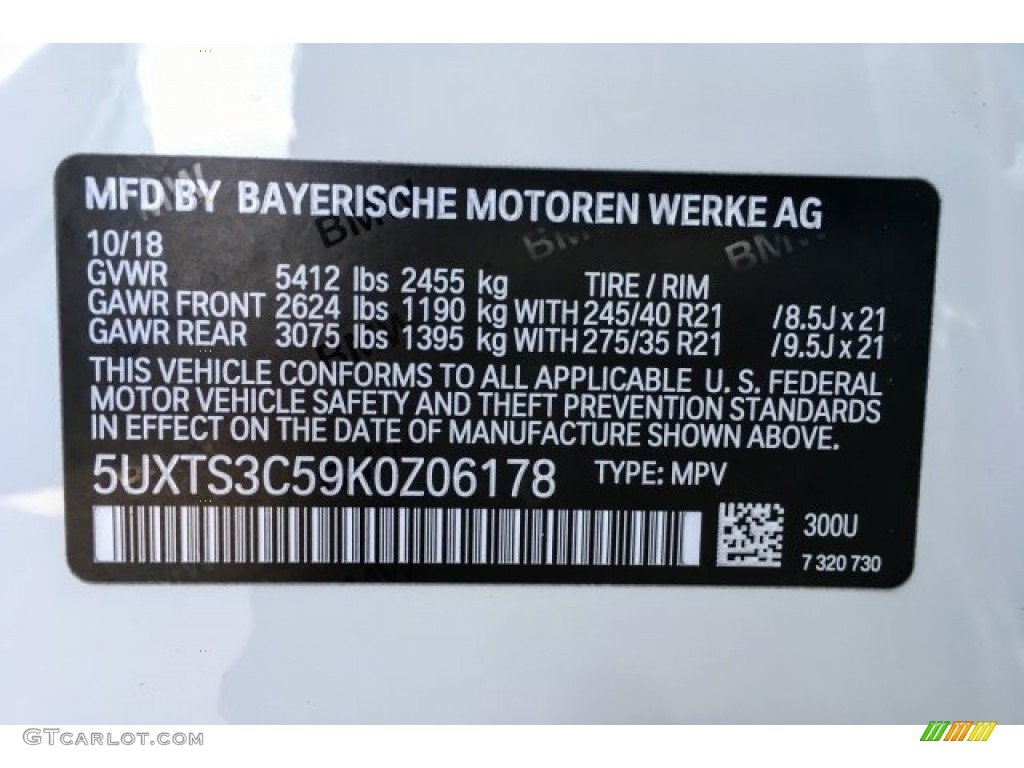 MFD BY BAYERISCHE MOTOREN WERKE AG
10/18
GVWR 5412 lbs 2455 kg TIRE / RIM
GAWR FRONT 2624 lbs 1190 kg WITH 245/40 R21 /8.5J x 21
GAWR REAR 3075 lbs 1395 kg WITH 275/35 R21 /9.5J x 21
THIS VEHICLE CONFORMS TO ALL APPLICABLE U. S. FEDERAL
MOTOR VEHICLE SAFETY AND THEFT PREVENTION STANDARDS
IN EFFECT ON THE DATE OF MANUFACTURE SHOWN ABOVE.
5UXTS3C59K0Z06178 TYPE: MPV
300U
7 320 730
GTCarLot.com